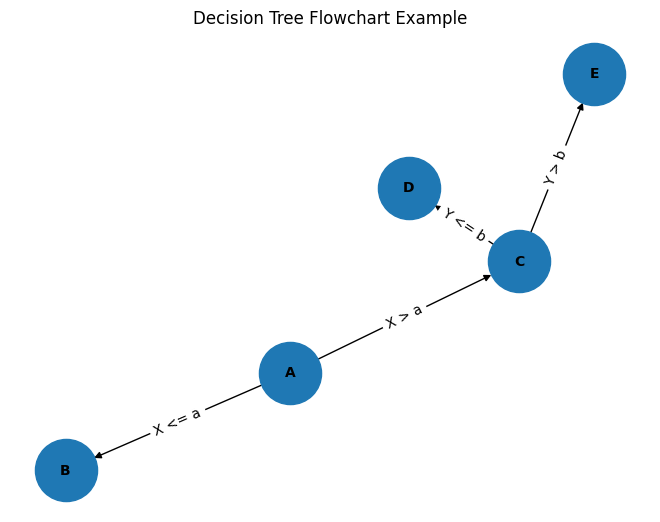 Decision Tree Flowchart Example
E
Y > b
D
Y <= b
C
X > a
A
X <= a
B